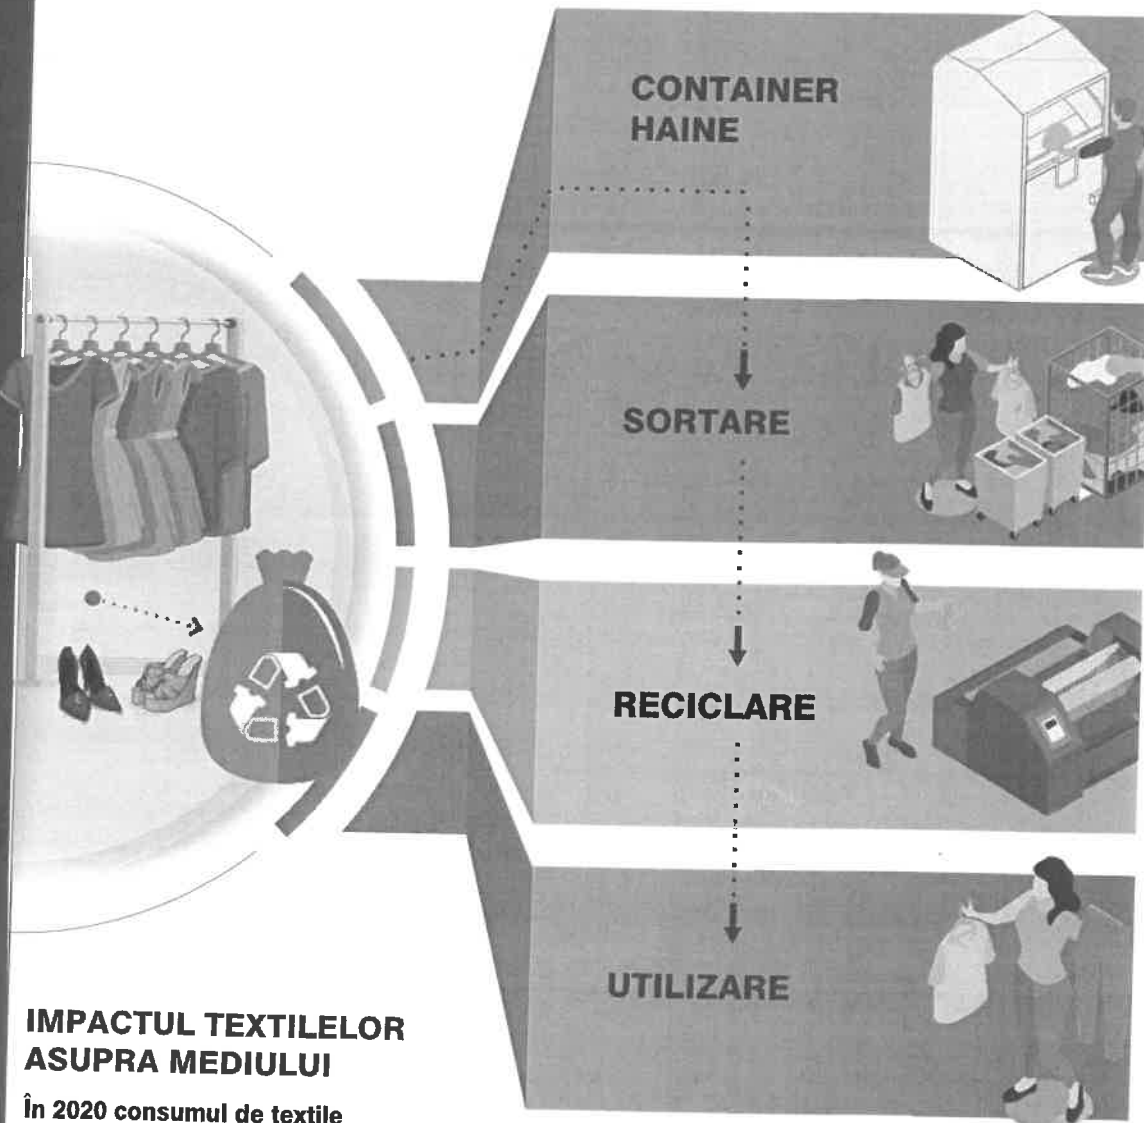 CONTAINER
HAINE
SORTARE
RECICLARE
UTILIZARE
IMPACTUL TEXTILELOR
ASUPRA MEDIULUI
În 2020 consumul de textile